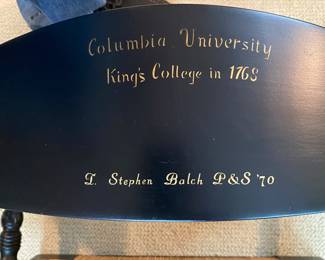 Columbia University
King's College in 1768
T. Stephen Balch P&S '70